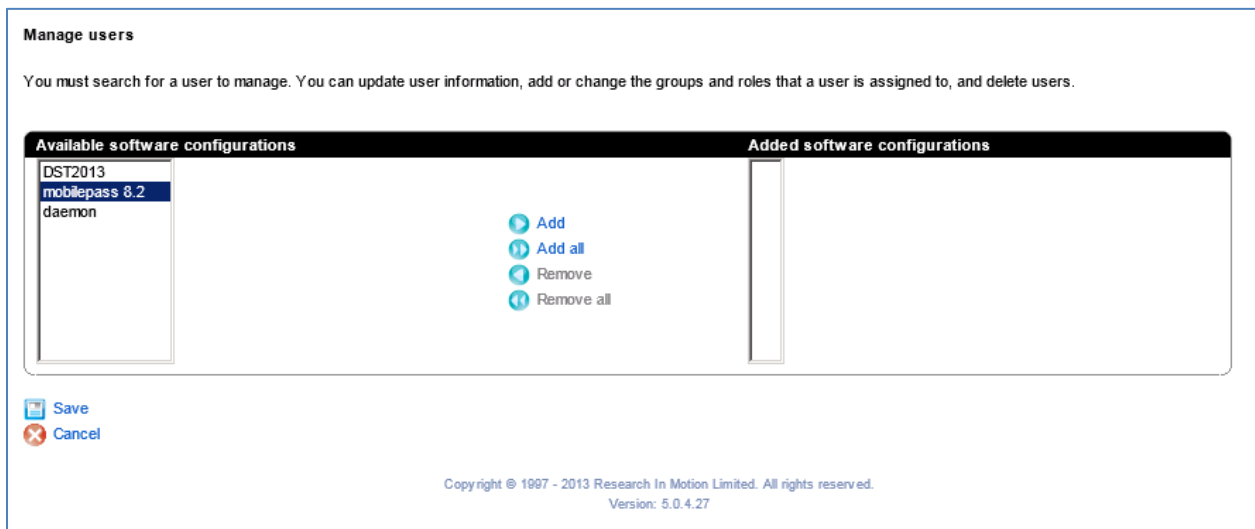 Manage users
You must search for a user to manage. You can update user information, add or change the groups and roles that a user is assigned to, and delete users.
Available software configurations
Added software configurations
DST2013
mobilepass 8.2
daemon
Add
Add all
Remove
Remove all
Save
Cancel
Copyright © 1997 - 2013 Research In Motion Limited. All rights reserved.
Version: 5.0.4.27